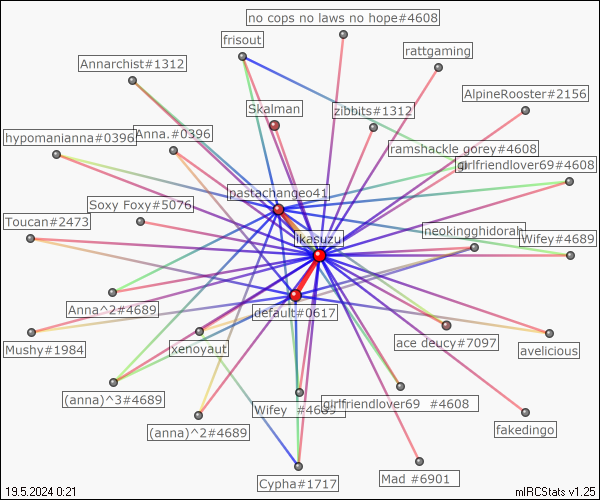 no cops no laws no hope#4608
frisout
rattgaming
Annarchist#1312
AlpineRooster#2156
Skalman
zibbits#1312
hypomanianna#0396
Anna.#0396
ramshackle gorey#4608
girlfriendlover69#4608
pastachangeo41
Soxy Foxy#5076
Toucan#2473
neokingghidorah
ikasuzu
Wifey#4689
Anna^2#4689
default#0617
Mushy#1984
xenoyaut
ace deucy#7097
avelicious
(anna)^3#4689
Wifey #4689
girlfriendlover69 #4608
(anna)^2#4689
fakedingo
Cypha#1717
Mad #6901
19.5.2024 0:21
mIRCStats v1.25